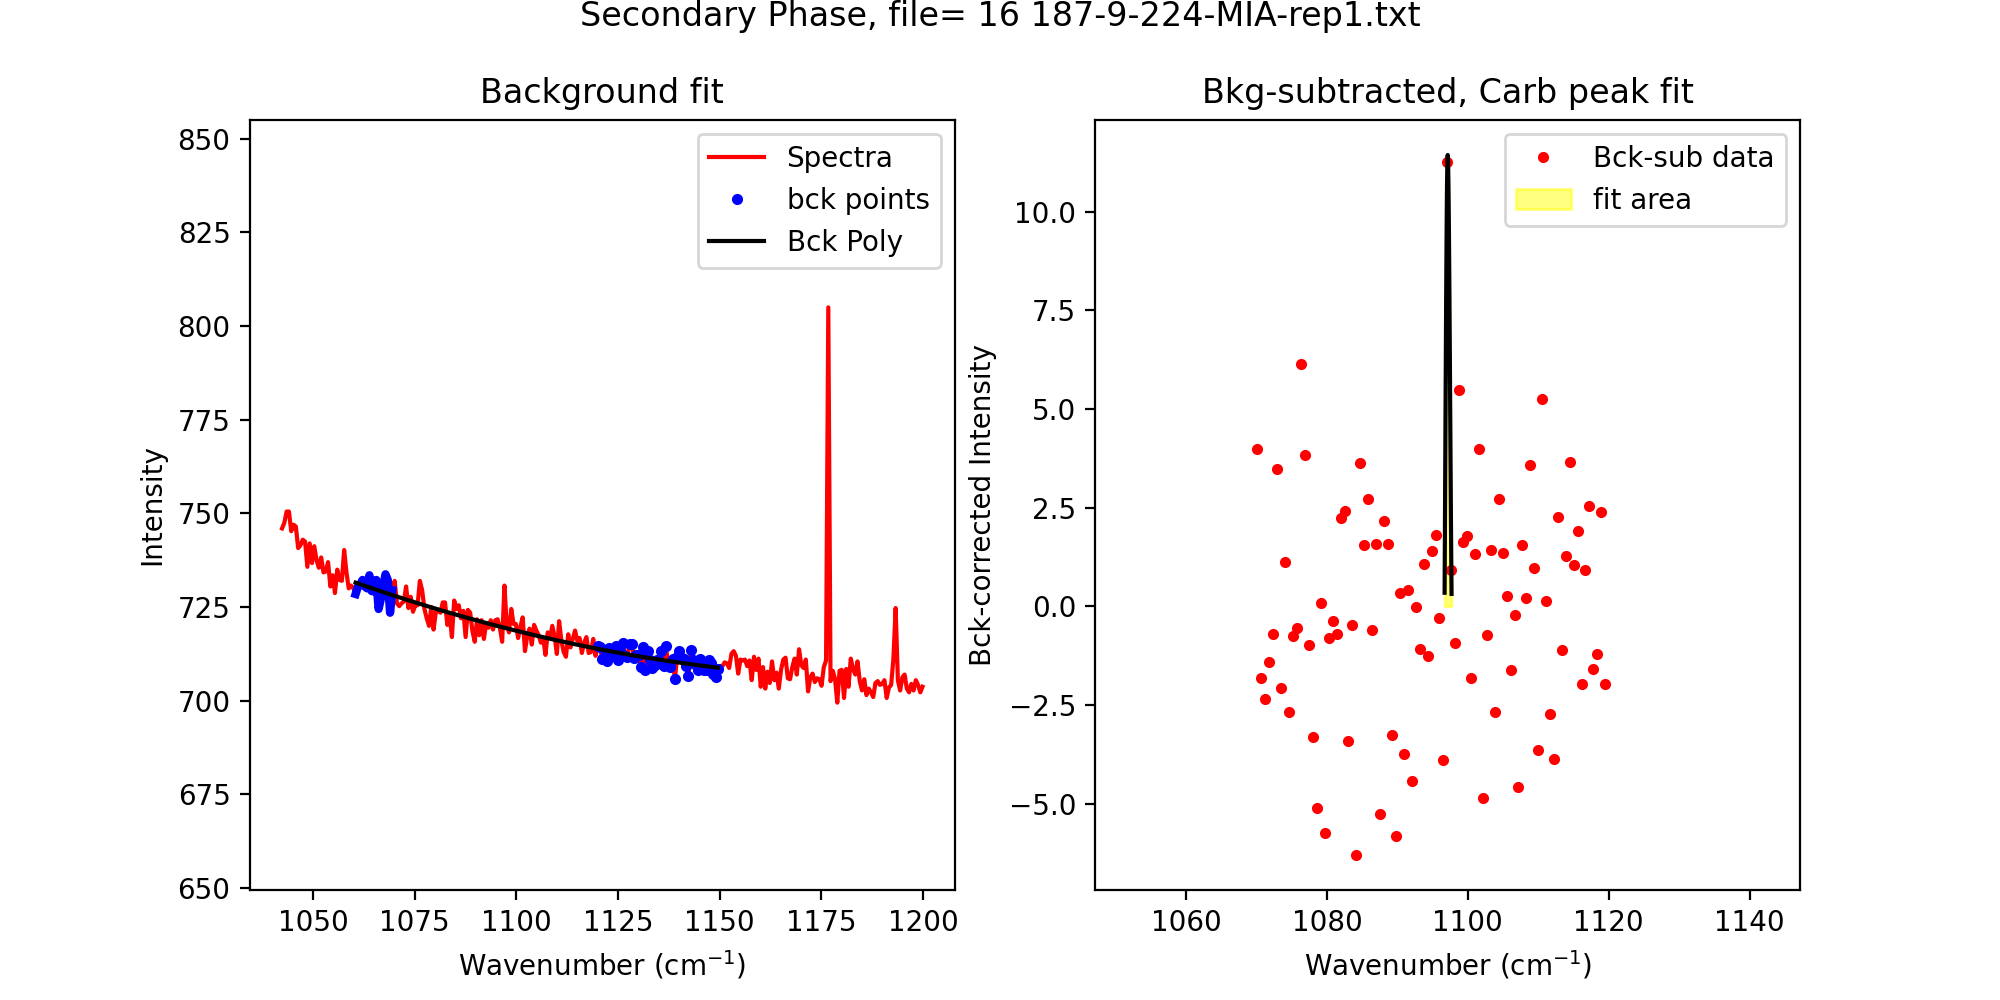 Secondary Phase, file= 16 187-9-224-MIA-rep1.txt
Background fit
850
825
800
775
750
725
700
675
650
Intensity
Spectra
bck points
Bck Poly
1050 1075 1100 1125 1150 1175 1200
Wavenumber (cm⁻¹)
Bkg-subtracted, Carb peak fit
10.0
7.5
5.0
2.5
0.0
−2.5
−5.0
Bck-corrected Intensity
Bck-sub data
fit area
1060 1080 1100 1120 1140
Wavenumber (cm⁻¹)